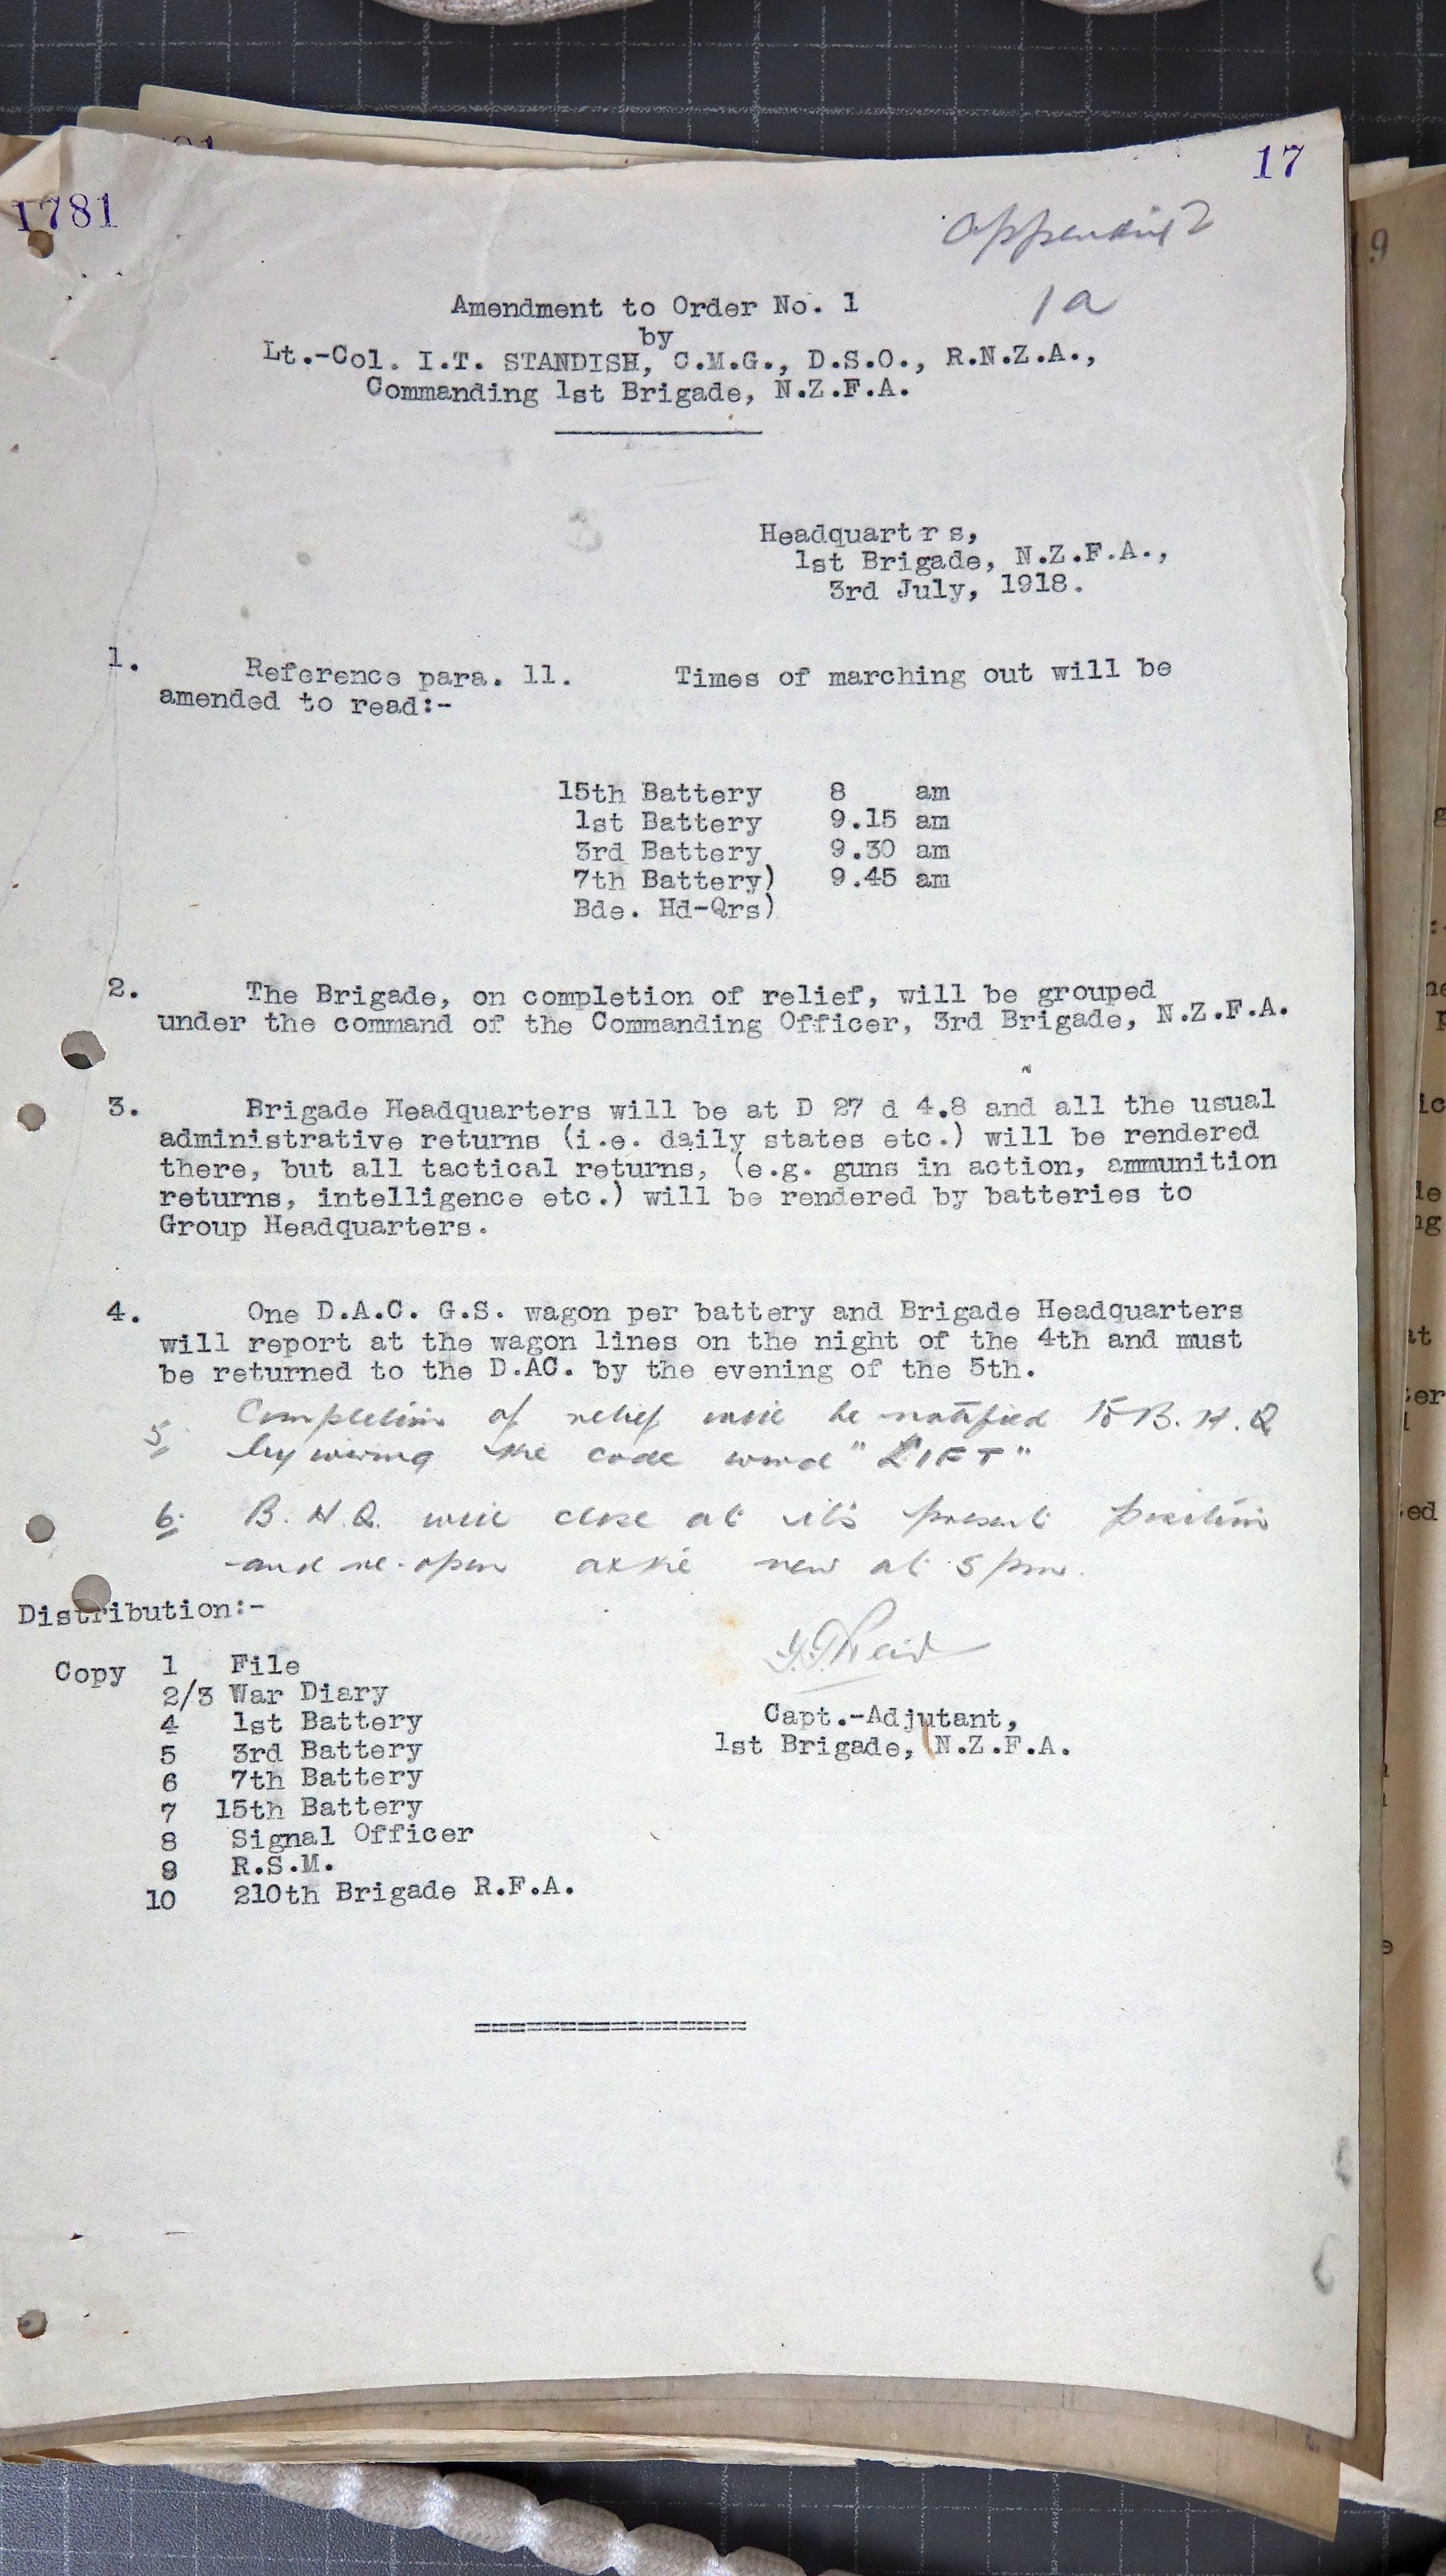 17
1781
Appendix
1a
Amendment to Order No. 1
by
Lt.-Col. I.T. STANDISH, C.M.G., D.S.O., R.N.Z.A.,
Commanding 1st Brigade, N.Z.F.A.
Headquart r s,
1st Brigade, N.Z.F.A.,
3rd July, 1918.
1. Reference para. 11. Times of marching out will be
amended to read:-
15th Battery 8 am
1st Battery 9.15 am
3rd Battery 9.30 am
7th Battery) 9.45 am
Bde. Hd-Qrs)
2. The Brigade, on completion of relief, will be grouped
under the command of the Commanding Officer, 3rd Brigade, N.Z.F.A.
3. Brigade Headquarters will be at D 27 d 4.8 and all the usual
administrative returns (i.e. daily states etc.) will be rendered
there, but all tactical returns, (e.g. guns in action, ammunition
returns, intelligence etc.) will be rendered by batteries to
Group Headquarters.
4. One D.A.C. G.S. wagon per battery and Brigade Headquarters
will report at the wagon lines on the night of the 4th and must
be returned to the D.AC. by the evening of the 5th.
5. Completion of relief will be notified to B.H.Q
by wiring the code word "LIFT"
6. B.H.Q. will close at its present position
and re-open at the new at 5 pm.
Distribution:-
Copy 1 File
2/3 War Diary
4 1st Battery
5 3rd Battery
6 7th Battery
7 15th Battery
8 Signal Officer
9 R.S.M.
10 210th Brigade R.F.A.
Reid
Capt.-Adjutant,
1st Brigade, N.Z.F.A.